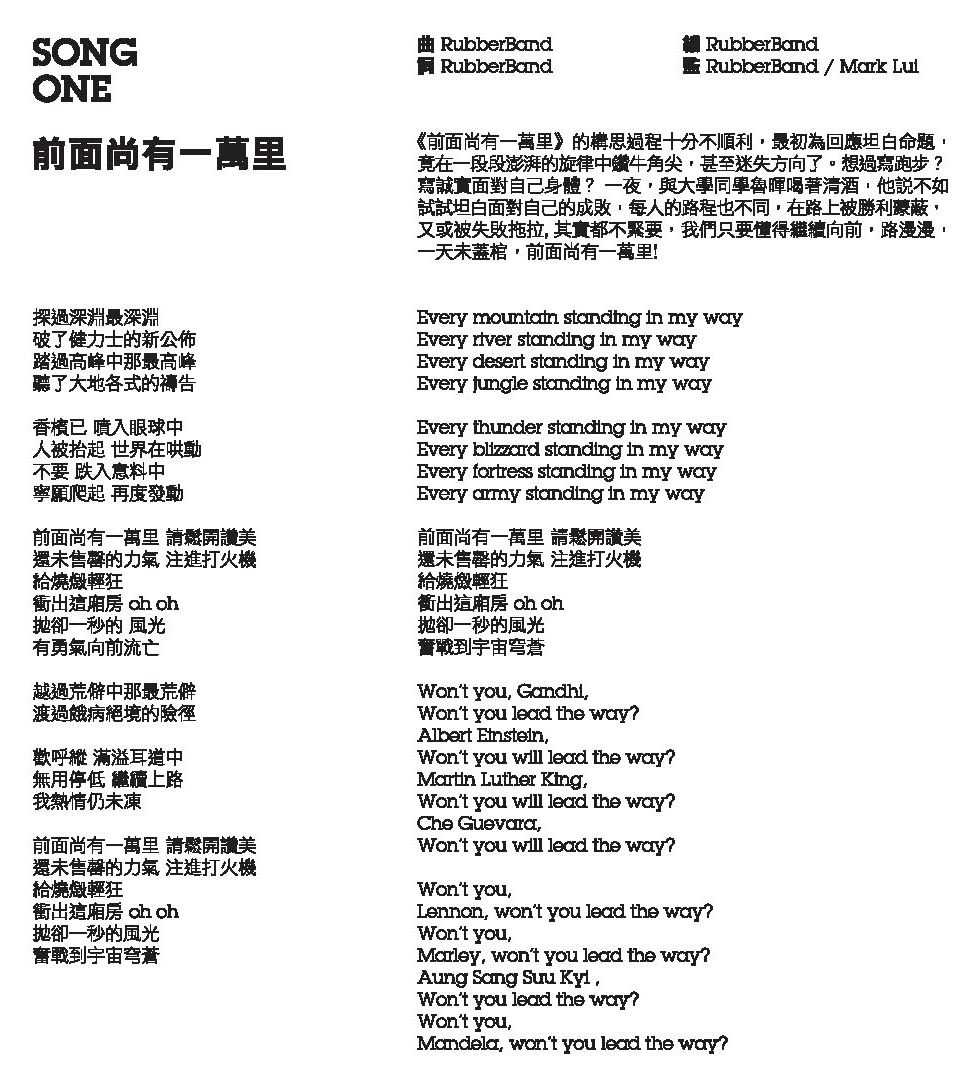 SONG
ONE
前面尚有一萬里
曲 RubberBand
詞 RubberBand
編 RubberBand
監 RubberBand / Mark Lui
《前面尚有一萬里》的構思過程十分不順利，最初為回應坦白命題，
竟在一段段澎湃的旋律中鑽牛角尖，甚至迷失方向了。想過寫跑步？
寫誠實面對自己身體？ 一夜，與大學同學魯暉喝著清酒，他説不如
試試坦白面對自己的成敗，每人的路程也不同，在路上被勝利蒙蔽，
又或被失敗拖拉, 其實都不緊要，我們只要懂得繼續向前，路漫漫，
一天未蓋棺，前面尚有一萬里!
探過深淵最深淵
破了健力士的新公佈
踏過高峰中那最高峰
聽了大地各式的禱告
香檳已 噴入眼球中
人被抬起 世界在哄動
不要 跌入意料中
寧願爬起 再度發動
前面尚有一萬里 請鬆開讚美
還未售罄的力氣 注進打火機
給燒燬輕狂
衝出這廂房 oh oh
拋卻一秒的 風光
有勇氣向前流亡
越過荒僻中那最荒僻
渡過餓病絕境的險徑
歡呼縱 滿溢耳道中
無用停低 繼續上路
我熱情仍未凍
前面尚有一萬里 請鬆開讚美
還未售罄的力氣 注進打火機
給燒燬輕狂
衝出這廂房 oh oh
拋卻一秒的風光
奮戰到宇宙穹蒼
Every mountain standing in my way
Every river standing in my way
Every desert standing in my way
Every jungle standing in my way
Every thunder standing in my way
Every blizzard standing in my way
Every fortress standing in my way
Every army standing in my way
前面尚有一萬里 請鬆開讚美
還未售罄的力氣 注進打火機
給燒燬輕狂
衝出這廂房 oh oh
拋卻一秒的風光
奮戰到宇宙穹蒼
Won't you, Gandhi,
Won't you lead the way?
Albert Einstein,
Won't you will lead the way?
Martin Luther King,
Won't you will lead the way?
Che Guevara,
Won't you will lead the way?
Won't you,
Lennon, won't you lead the way?
Won't you,
Marley, won't you lead the way?
Aung Sang Suu Kyi ,
Won't you lead the way?
Won't you,
Mandela, won't you lead the way?